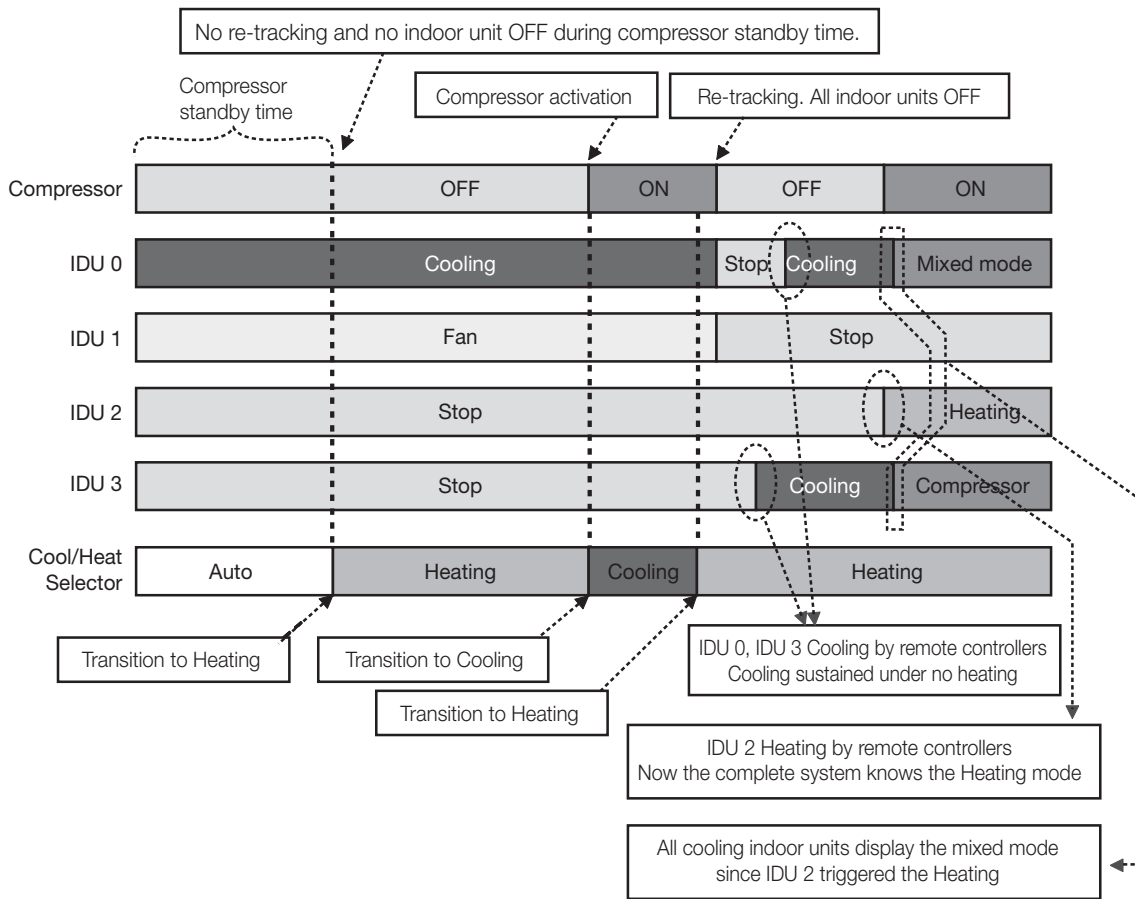 No re-tracking and no indoor unit OFF during compressor standby time.
Compressor
standby time
Compressor activation
Re-tracking. All indoor units OFF
Compressor
OFF
ON
OFF
ON
IDU 0
Cooling
Stop
Cooling
Mixed mode
IDU 1
Fan
Stop
IDU 2
Stop
Heating
IDU 3
Stop
Cooling
Compressor
Cool/Heat
Selector
Auto
Heating
Cooling
Heating
Transition to Heating
Transition to Cooling
Transition to Heating
IDU 0, IDU 3 Cooling by remote controllers
Cooling sustained under no heating
IDU 2 Heating by remote controllers
Now the complete system knows the Heating mode
All cooling indoor units display the mixed mode
since IDU 2 triggered the Heating